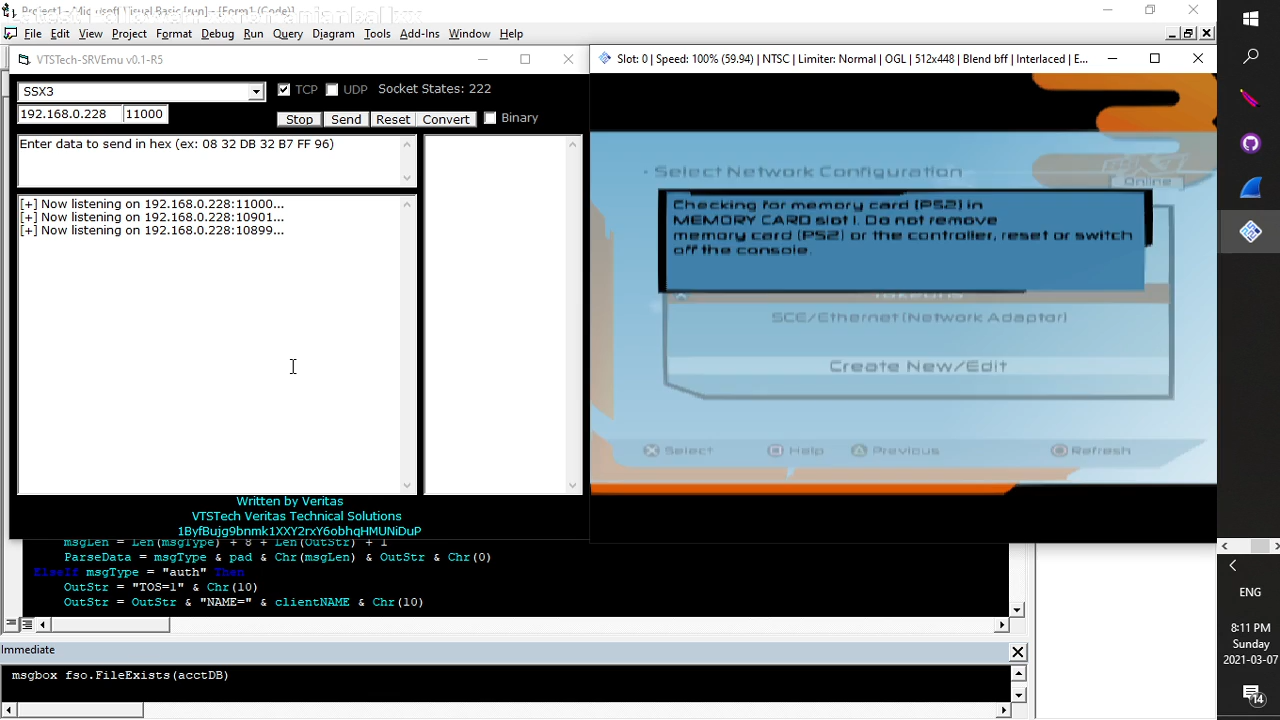 Project1 - Microsoft Visual Basic [run] - [Form1 (Code)]
File Edit View Project Format Debug Run Query Diagram Tools Add-Ins Window Help
VTSTech-SRVEmu v0.1-R5
SSX3
TCP UDP Socket States: 222
192.168.0.228 11000
Stop Send Reset Convert Binary
Enter data to send in hex (ex: 08 32 DB 32 B7 FF 96)
[+] Now listening on 192.168.0.228:11000...
[+] Now listening on 192.168.0.228:10901...
[+] Now listening on 192.168.0.228:10899...
Written by Veritas
VTSTech Veritas Technical Solutions
1ByfBujg9bnmk1XXY2rxY6obhqHMUNiDuP
msgLen = Len(msgType) + 8 + Len(OutStr) + 1
ParseData = msgType & pad & Chr(msgLen) & OutStr & Chr(0)
ElseIf msgType = "auth" Then
OutStr = "TOS=1" & Chr(10)
OutStr = OutStr & "NAME=" & clientNAME & Chr(10)
Immediate
msgbox fso.FileExists(acctDB)
Slot: 0 | Speed: 100% (59.94) | NTSC | Limiter: Normal | OGL | 512x448 | Blend bff | Interlaced | E...
Select Network Configuration
Online
Checking for memory card (PS2) in
MEMORY CARD slot 1. Do not remove
memory card (PS2) or the controller, reset or switch
off the console.
SCE/Ethernet (Network Adaptor)
Create New/Edit
Select Help Previous Refresh
ENG
8:11 PM
Sunday
2021-03-07
14